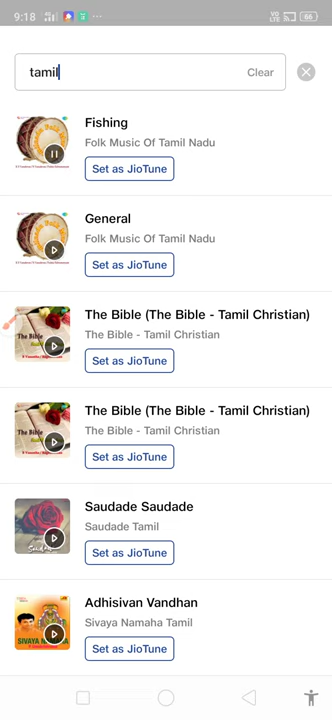 9:18
VO LTE
66
tamil
Clear
Fishing
Folk Music Of Tamil Nadu
Set as JioTune
General
Folk Music Of Tamil Nadu
Set as JioTune
The Bible (The Bible - Tamil Christian)
The Bible - Tamil Christian
Set as JioTune
The Bible (The Bible - Tamil Christian)
The Bible - Tamil Christian
Set as JioTune
Saudade Saudade
Saudade Tamil
Set as JioTune
Adhisivan Vandhan
Sivaya Namaha Tamil
Set as JioTune